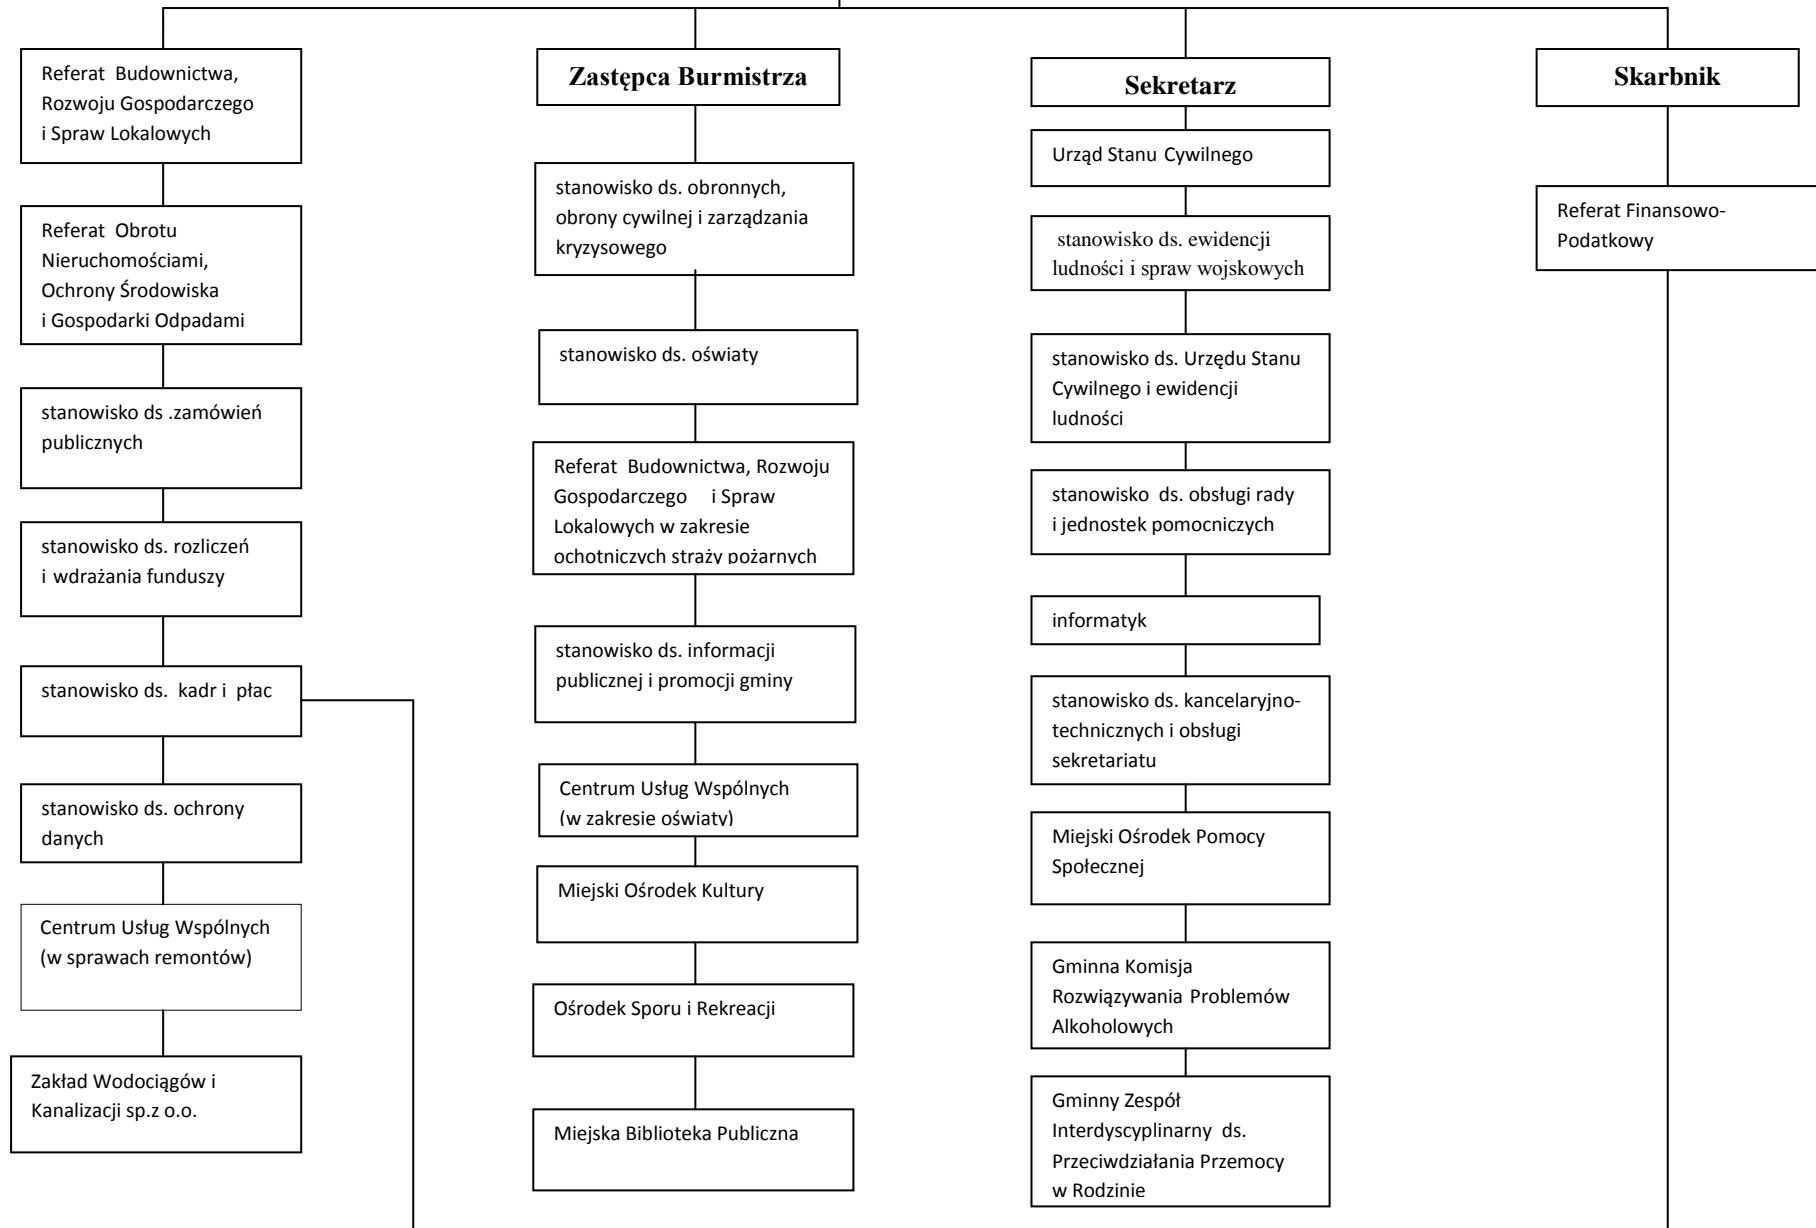 Referat Budownictwa,
Rozwoju Gospodarczego
i Spraw Lokalowych
Referat Obrotu
Nieruchomościami,
Ochrony Środowiska
i Gospodarki Odpadami
stanowisko ds .zamówień
publicznych
stanowisko ds. rozliczeń
i wdrażania funduszy
stanowisko ds. kadr i płac
stanowisko ds. ochrony
danych
Centrum Usług Wspólnych
(w sprawach remontów)
Zakład Wodociągów i
Kanalizacji sp.z o.o.
Zastępca Burmistrza
stanowisko ds. obronnych,
obrony cywilnej i zarządzania
kryzysowego
stanowisko ds. oświaty
Referat Budownictwa, Rozwoju
Gospodarczego i Spraw
Lokalowych w zakresie
ochotniczych straży pożarnych
stanowisko ds. informacji
publicznej i promocji gminy
Centrum Usług Wspólnych
(w zakresie oświaty)
Miejski Ośrodek Kultury
Ośrodek Sporu i Rekreacji
Miejska Biblioteka Publiczna
Sekretarz
Urząd Stanu Cywilnego
stanowisko ds. ewidencji
ludności i spraw wojskowych
stanowisko ds. Urzędu Stanu
Cywilnego i ewidencji
ludności
stanowisko ds. obsługi rady
i jednostek pomocniczych
informatyk
stanowisko ds. kancelaryjno-
technicznych i obsługi
sekretariatu
Miejski Ośrodek Pomocy
Społecznej
Gminna Komisja
Rozwiązywania Problemów
Alkoholowych
Gminny Zespół
Interdyscyplinarny ds.
Przeciwdziałania Przemocy
w Rodzinie
Skarbnik
Referat Finansowo-
Podatkowy